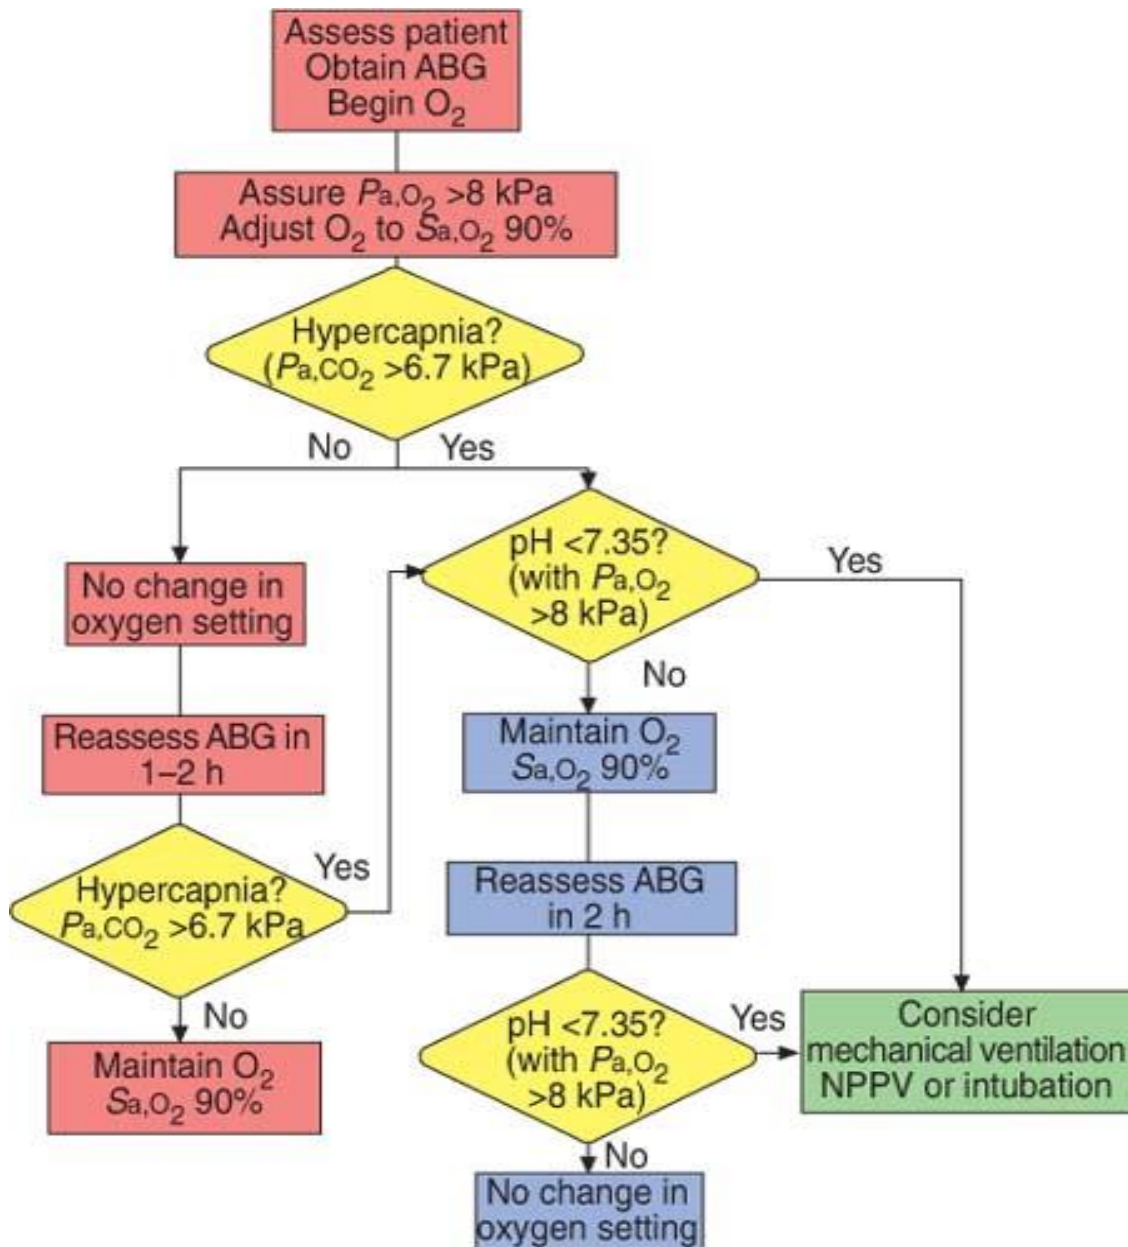 Assess patient
Obtain ABG
Begin O₂
Assure Pa,O₂ >8 kPa
Adjust O₂ to Sa,O₂ 90%
Hypercapnia?
(Pa,CO₂ >6.7 kPa)
No Yes
No change in
oxygen setting
Reassess ABG in
1–2 h
Hypercapnia?
Pa,CO₂ >6.7 kPa
Yes
No
Maintain O₂
Sa,O₂ 90%
pH <7.35?
(with Pa,O₂
>8 kPa)
Yes
No
Maintain O₂
Sa,O₂ 90%
Reassess ABG
in 2 h
pH <7.35?
(with Pa,O₂
>8 kPa)
Yes
No
No change in
oxygen setting
Consider
mechanical ventilation
NPPV or intubation